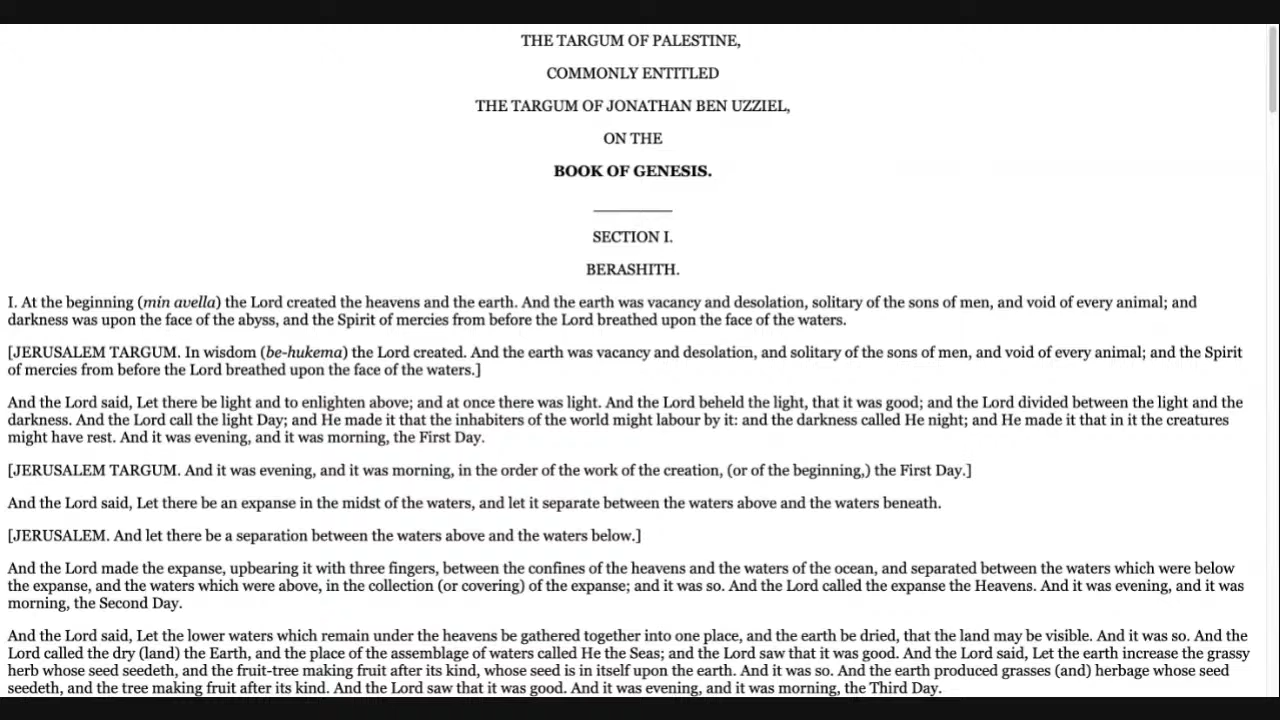 THE TARGUM OF PALESTINE,
COMMONLY ENTITLED
THE TARGUM OF JONATHAN BEN UZZIEL,
ON THE
BOOK OF GENESIS.
SECTION I.
BERASHITH.
I. At the beginning (min avella) the Lord created the heavens and the earth. And the earth was vacancy and desolation, solitary of the sons of men, and void of every animal; and
darkness was upon the face of the abyss, and the Spirit of mercies from before the Lord breathed upon the face of the waters.
[JERUSALEM TARGUM. In wisdom (be-hukema) the Lord created. And the earth was vacancy and desolation, and solitary of the sons of men, and void of every animal; and the Spirit
of mercies from before the Lord breathed upon the face of the waters.]
And the Lord said, Let there be light and to enlighten above; and at once there was light. And the Lord beheld the light, that it was good; and the Lord divided between the light and the
darkness. And the Lord call the light Day; and He made it that the inhabiters of the world might labour by it: and the darkness called He night; and He made it that in it the creatures
might have rest. And it was evening, and it was morning, the First Day.
[JERUSALEM TARGUM. And it was evening, and it was morning, in the order of the work of the creation, (or of the beginning,) the First Day.]
And the Lord said, Let there be an expanse in the midst of the waters, and let it separate between the waters above and the waters beneath.
[JERUSALEM. And let there be a separation between the waters above and the waters below.]
And the Lord made the expanse, upbearing it with three fingers, between the confines of the heavens and the waters of the ocean, and separated between the waters which were below
the expanse, and the waters which were above, in the collection (or covering) of the expanse; and it was so. And the Lord called the expanse the Heavens. And it was evening, and it was
morning, the Second Day.
And the Lord said, Let the lower waters which remain under the heavens be gathered together into one place, and the earth be dried, that the land may be visible. And it was so. And the
Lord called the dry (land) the Earth, and the place of the assemblage of waters called He the Seas; and the Lord saw that it was good. And the Lord said, Let the earth increase the grassy
herb whose seed seedeth, and the fruit-tree making fruit after its kind, whose seed is in itself upon the earth. And it was so. And the earth produced grasses (and) herbage whose seed
seedeth, and the tree making fruit after its kind. And the Lord saw that it was good. And it was evening, and it was morning, the Third Day.